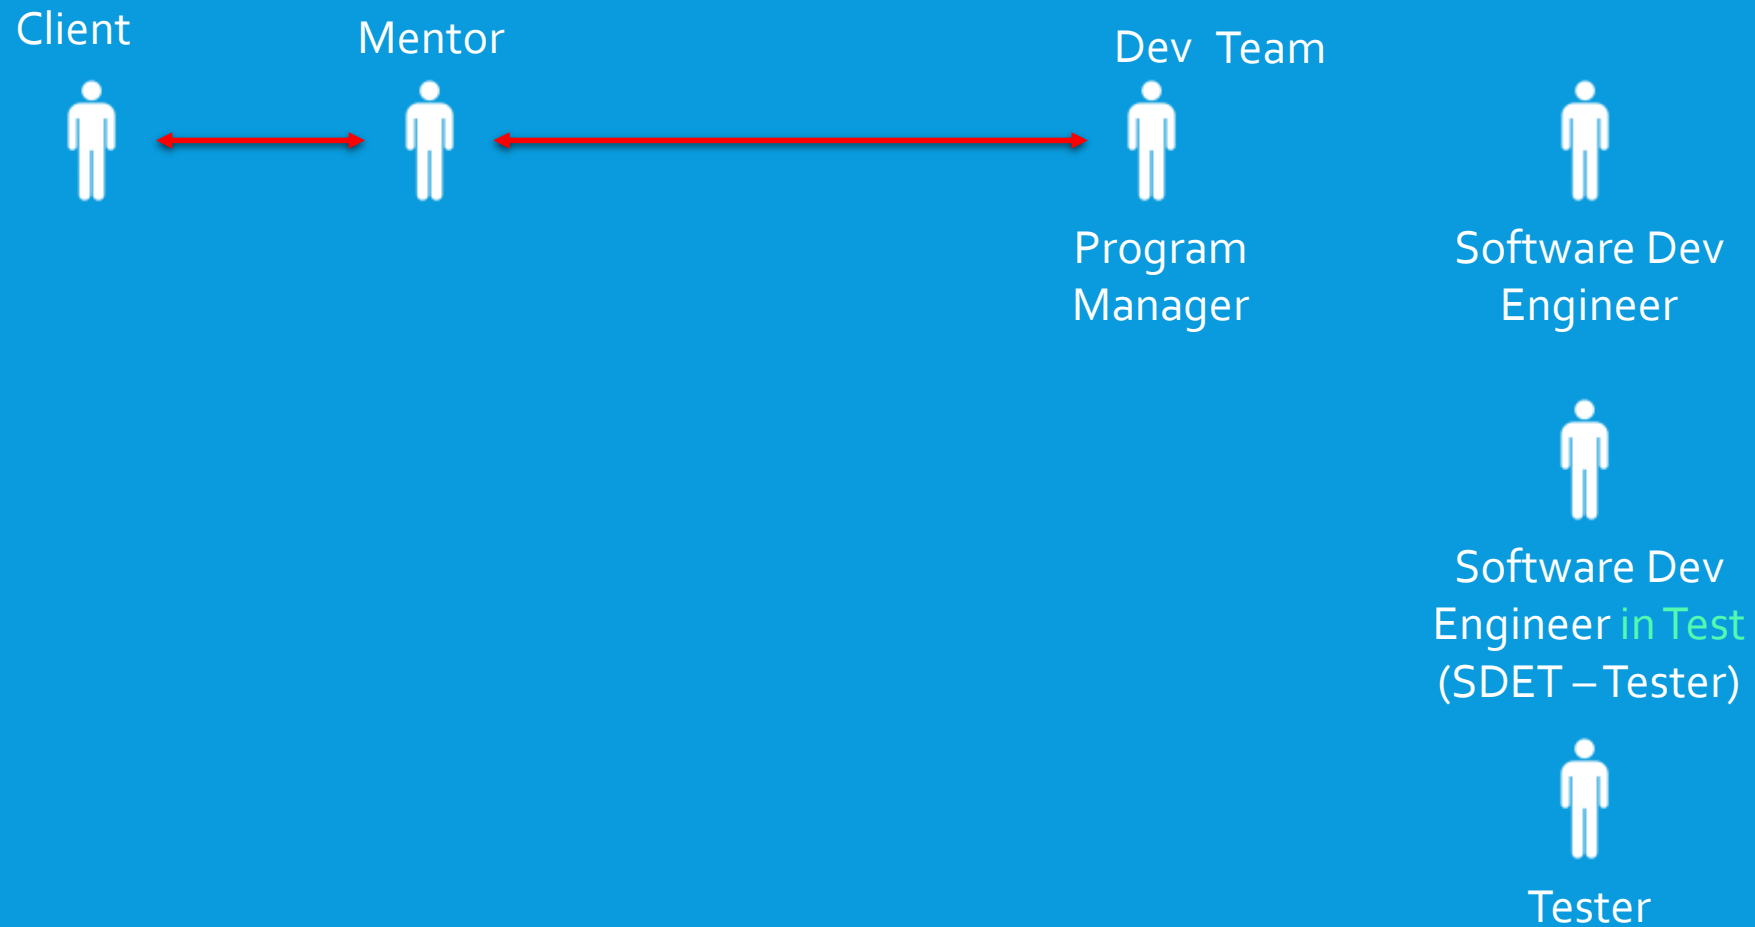 Client
Mentor
Dev Team
Program
Manager
Software Dev
Engineer
Software Dev
Engineer in Test
(SDET – Tester)
Tester